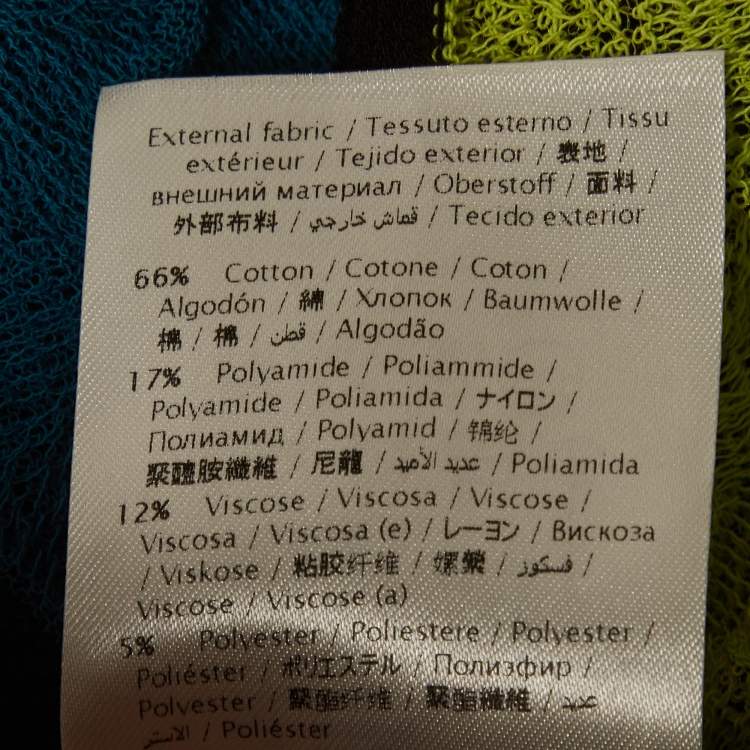 External fabric / Tessuto esterno / Tissu
extérieur / Tejido exterior / 表地 /
внешний материал / Oberstoff / 面料 /
外部布料 / قماش خارجي / Tecido exterior
66% Cotton / Cotone / Coton /
Algodón / 綿 / Хлопок / Baumwolle /
棉 / 棉 / قطن / Algodão
17% Polyamide / Poliammide /
Polyamide / Poliamida / ナイロン /
Полиамид / Polyamid / 锦纶 /
聚醯胺纖維 / 尼龍 / عديد الأميد / Poliamida
12% Viscose / Viscosa / Viscose /
Viscosa / Viscosa (e) / レーヨン / Вискоза
/ Viskose / 粘胶纤维 / 嫘縈 / فسكوز /
Viscose / Viscose (a)
5% Polyester / Poliestere / Polyester /
Poliéster / ポリエステル / Полиэфир /
Polyester / 聚酯纤维 / 聚酯纖維 / عديد
الاستر / Poliéster